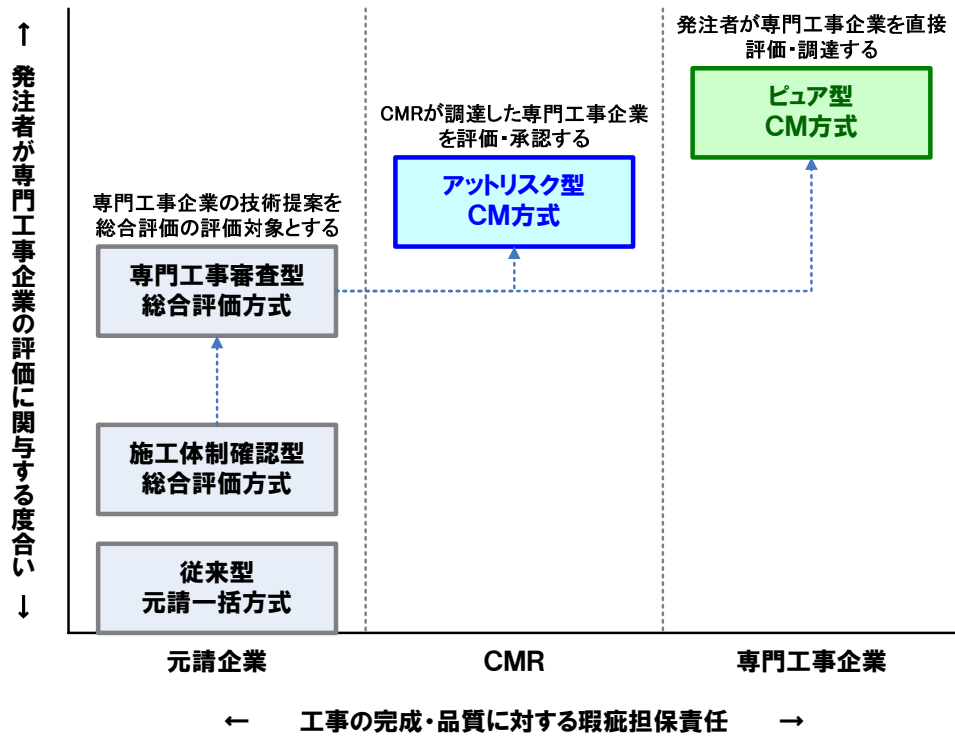 ↑ 発注者が専門工事企業の評価に関与する度合い ↓
発注者が専門工事企業を直接
評価・調達する
ピュア型
CM方式
CMRが調達した専門工事企業
を評価・承認する
アットリスク型
CM方式
専門工事企業の技術提案を
総合評価の評価対象とする
専門工事審査型
総合評価方式
施工体制確認型
総合評価方式
従来型
元請一括方式
元請企業
CMR
専門工事企業
← 工事の完成・品質に対する瑕疵担保責任 →